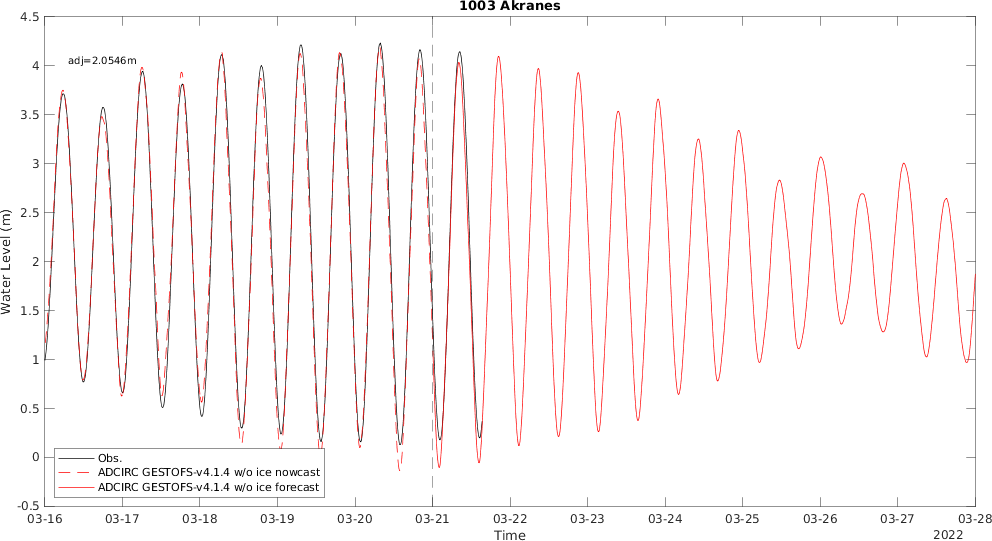 1003 Akranes
4.5
4
3.5
3
2.5
2
1.5
1
0.5
0
-0.5
Water Level (m)
adj=2.0546m
Obs.
ADCIRC GESTOFS-v4.1.4 w/o ice nowcast
ADCIRC GESTOFS-v4.1.4 w/o ice forecast
03-16 03-17 03-18 03-19 03-20 03-21 03-22 03-23 03-24 03-25 03-26 03-27 03-28
Time
2022